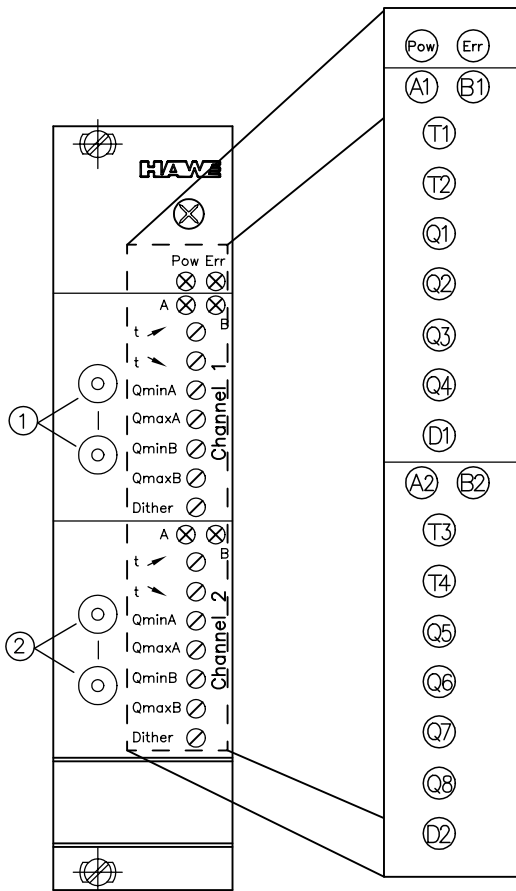 HAWE
Pow Err
A B
t
t
QminA
QmaxA
QminB
QmaxB
Dither
Channel 1
A B
t
t
QminA
QmaxA
QminB
QmaxB
Dither
Channel 2
1
2
Pow Err
A1 B1
T1
T2
Q1
Q2
Q3
Q4
D1
A2 B2
T3
T4
Q5
Q6
Q7
Q8
D2